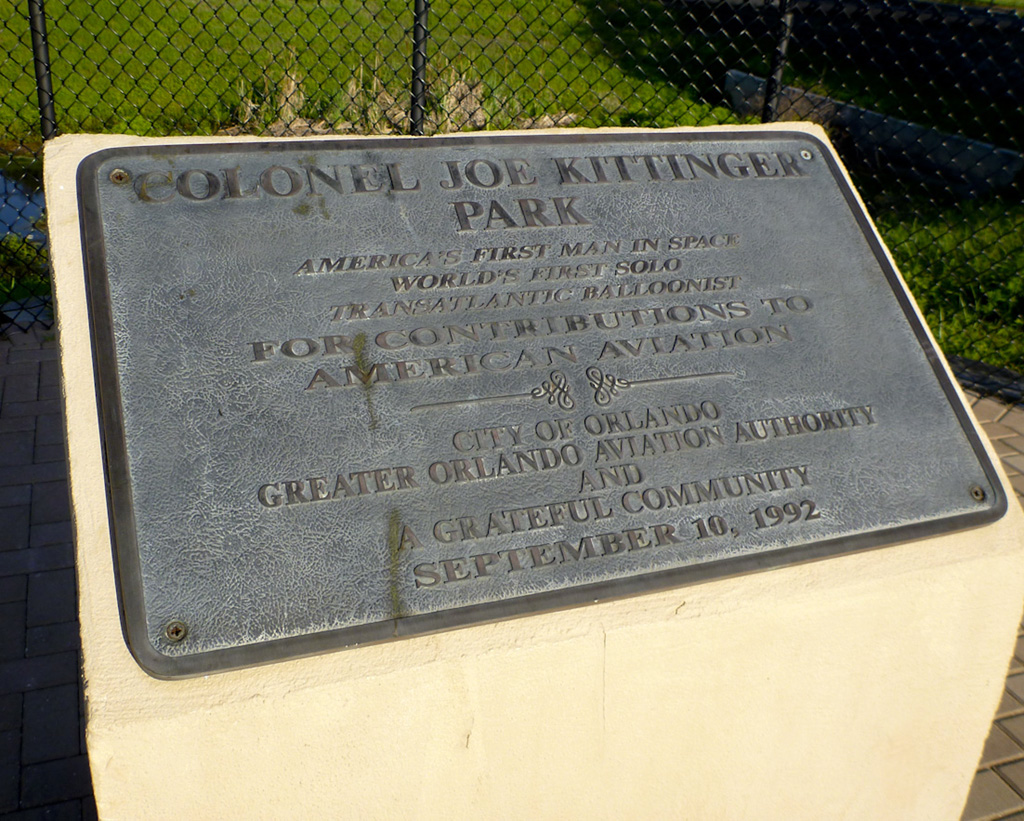 COLONEL JOE KITTINGER
PARK
AMERICA'S FIRST MAN IN SPACE
WORLD'S FIRST SOLO
TRANSATLANTIC BALLOONIST
FOR CONTRIBUTIONS TO
AMERICAN AVIATION
CITY OF ORLANDO
GREATER ORLANDO AVIATION AUTHORITY
AND
A GRATEFUL COMMUNITY
SEPTEMBER 10, 1992